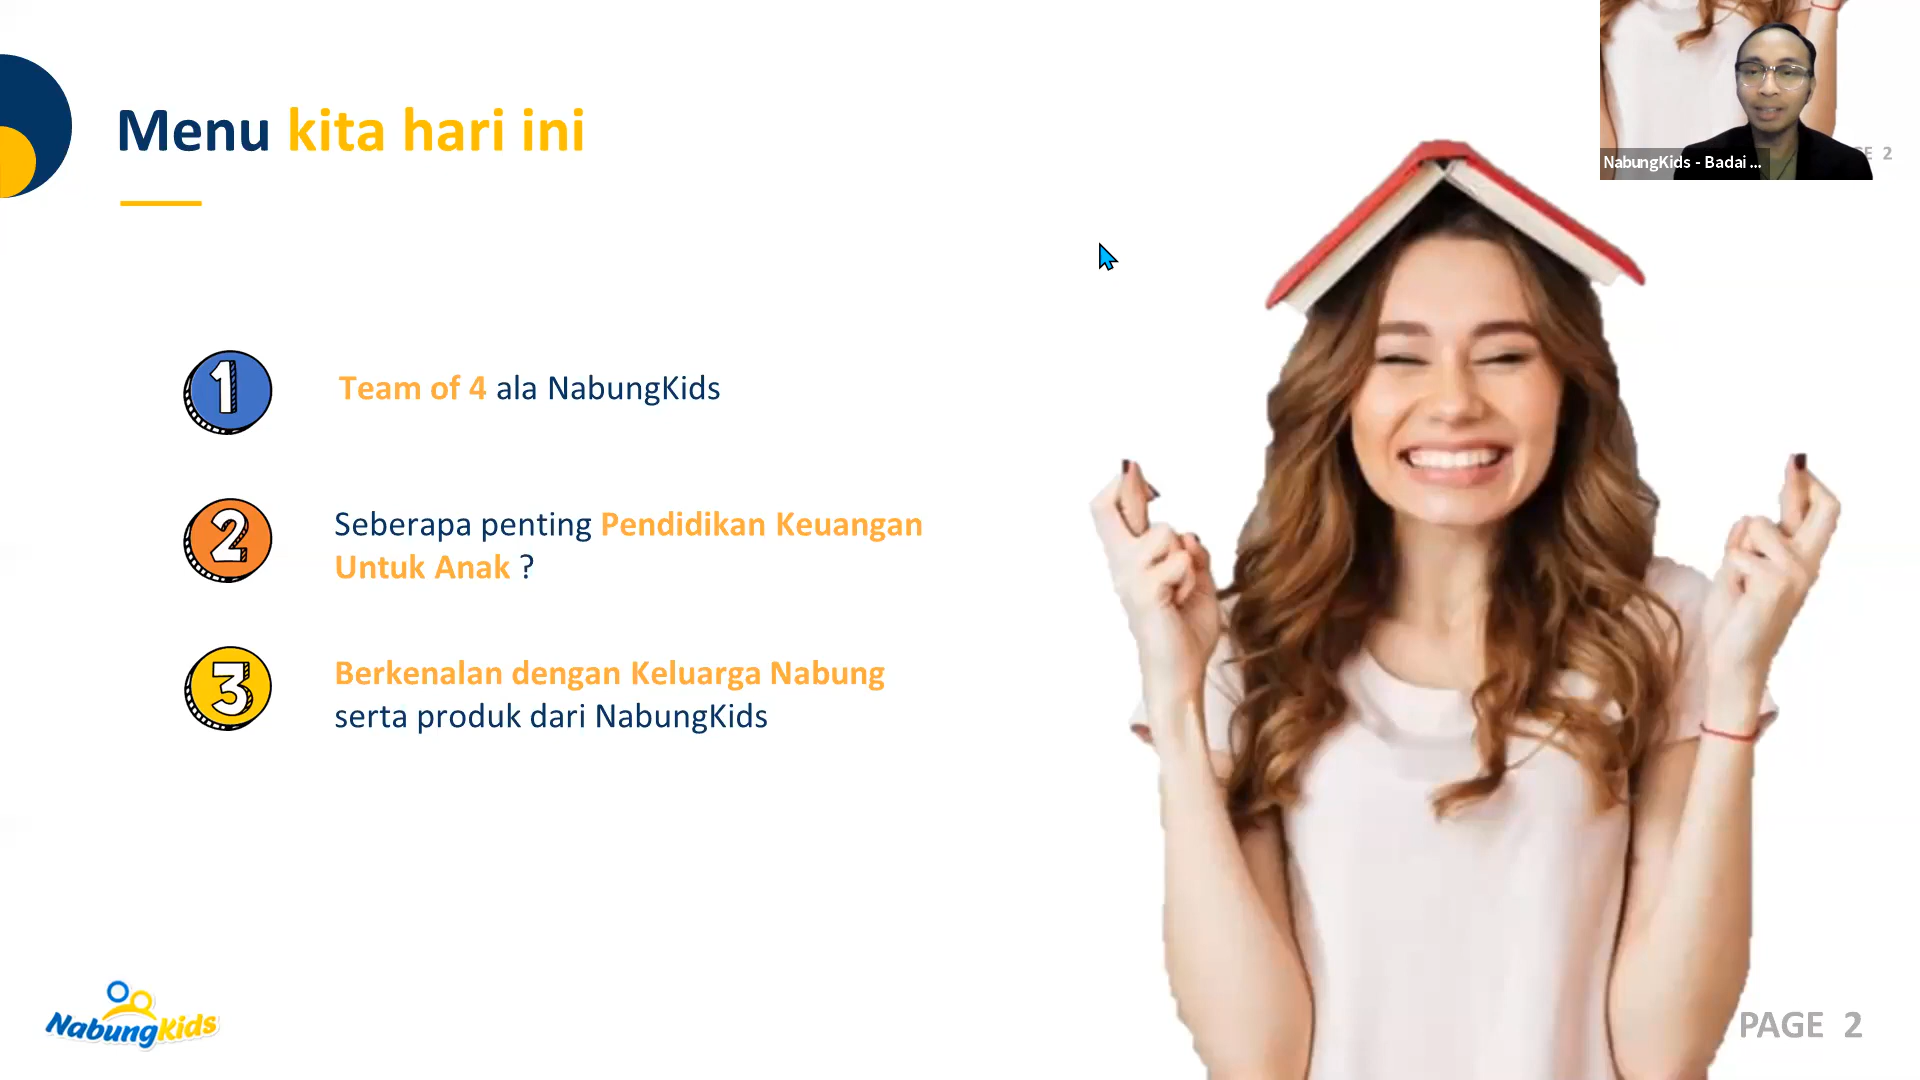 Menu kita hari ini
NabungKids - Badai ...
E 2
1
Team of 4 ala NabungKids
2
Seberapa penting Pendidikan Keuangan
Untuk Anak ?
3
Berkenalan dengan Keluarga Nabung
serta produk dari NabungKids
NabungKids
PAGE 2